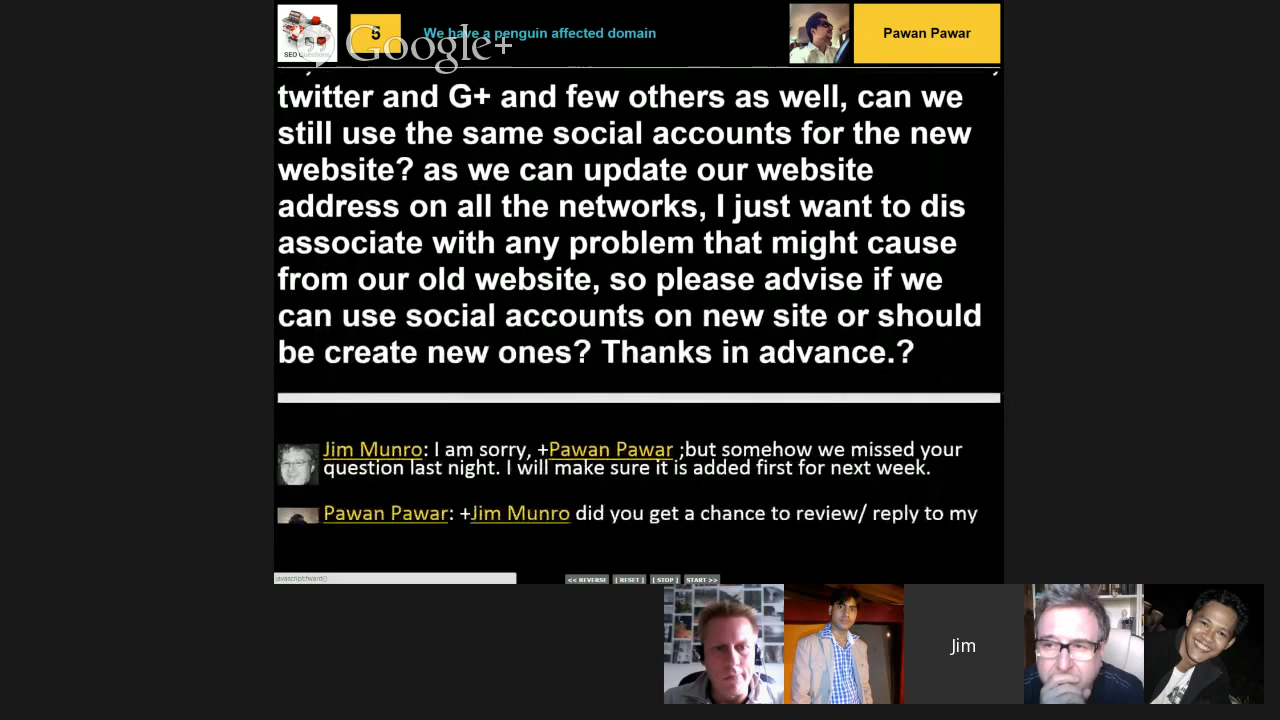 SEO Questions
5
We have a penguin affected domain
Pawan Pawar
Google+
twitter and G+ and few others as well, can we
still use the same social accounts for the new
website? as we can update our website
address on all the networks, I just want to dis
associate with any problem that might cause
from our old website, so please advise if we
can use social accounts on new site or should
be create new ones? Thanks in advance.?
Jim Munro: I am sorry, +Pawan Pawar ;but somehow we missed your
question last night. I will make sure it is added first for next week.
Pawan Pawar: +Jim Munro did you get a chance to review/ reply to my
javascript:fward()
<< REVERSE [ RESET ] [ STOP ] START >>
Jim